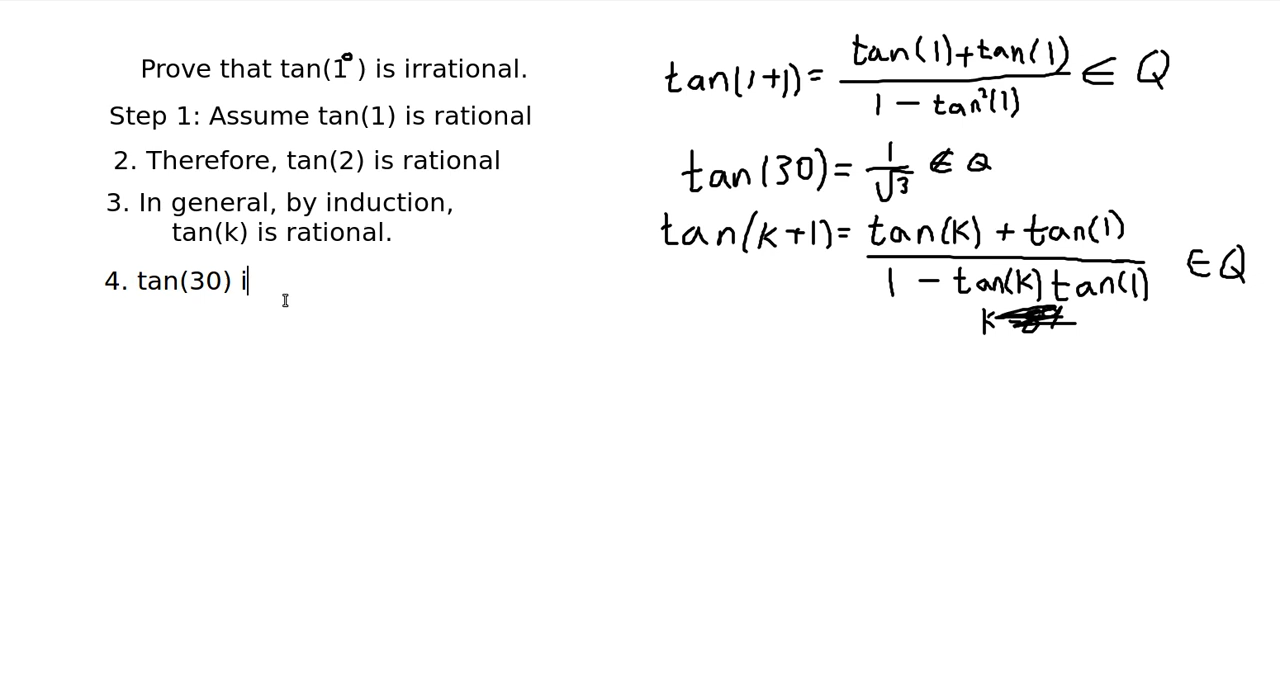 Prove that tan(1°) is irrational.
Step 1: Assume tan(1) is rational
2. Therefore, tan(2) is rational
3. In general, by induction,
tan(k) is rational.
4. tan(30) i
tan(1+1)= (tan(1)+tan(1))/(1 - tan²(1)) ∈ Q
tan(30)= 1/√3 ∉ Q
tan(k+1)= (tan(k) + tan(1))/(1 - tan(k)tan(1)) ∈ Q
k